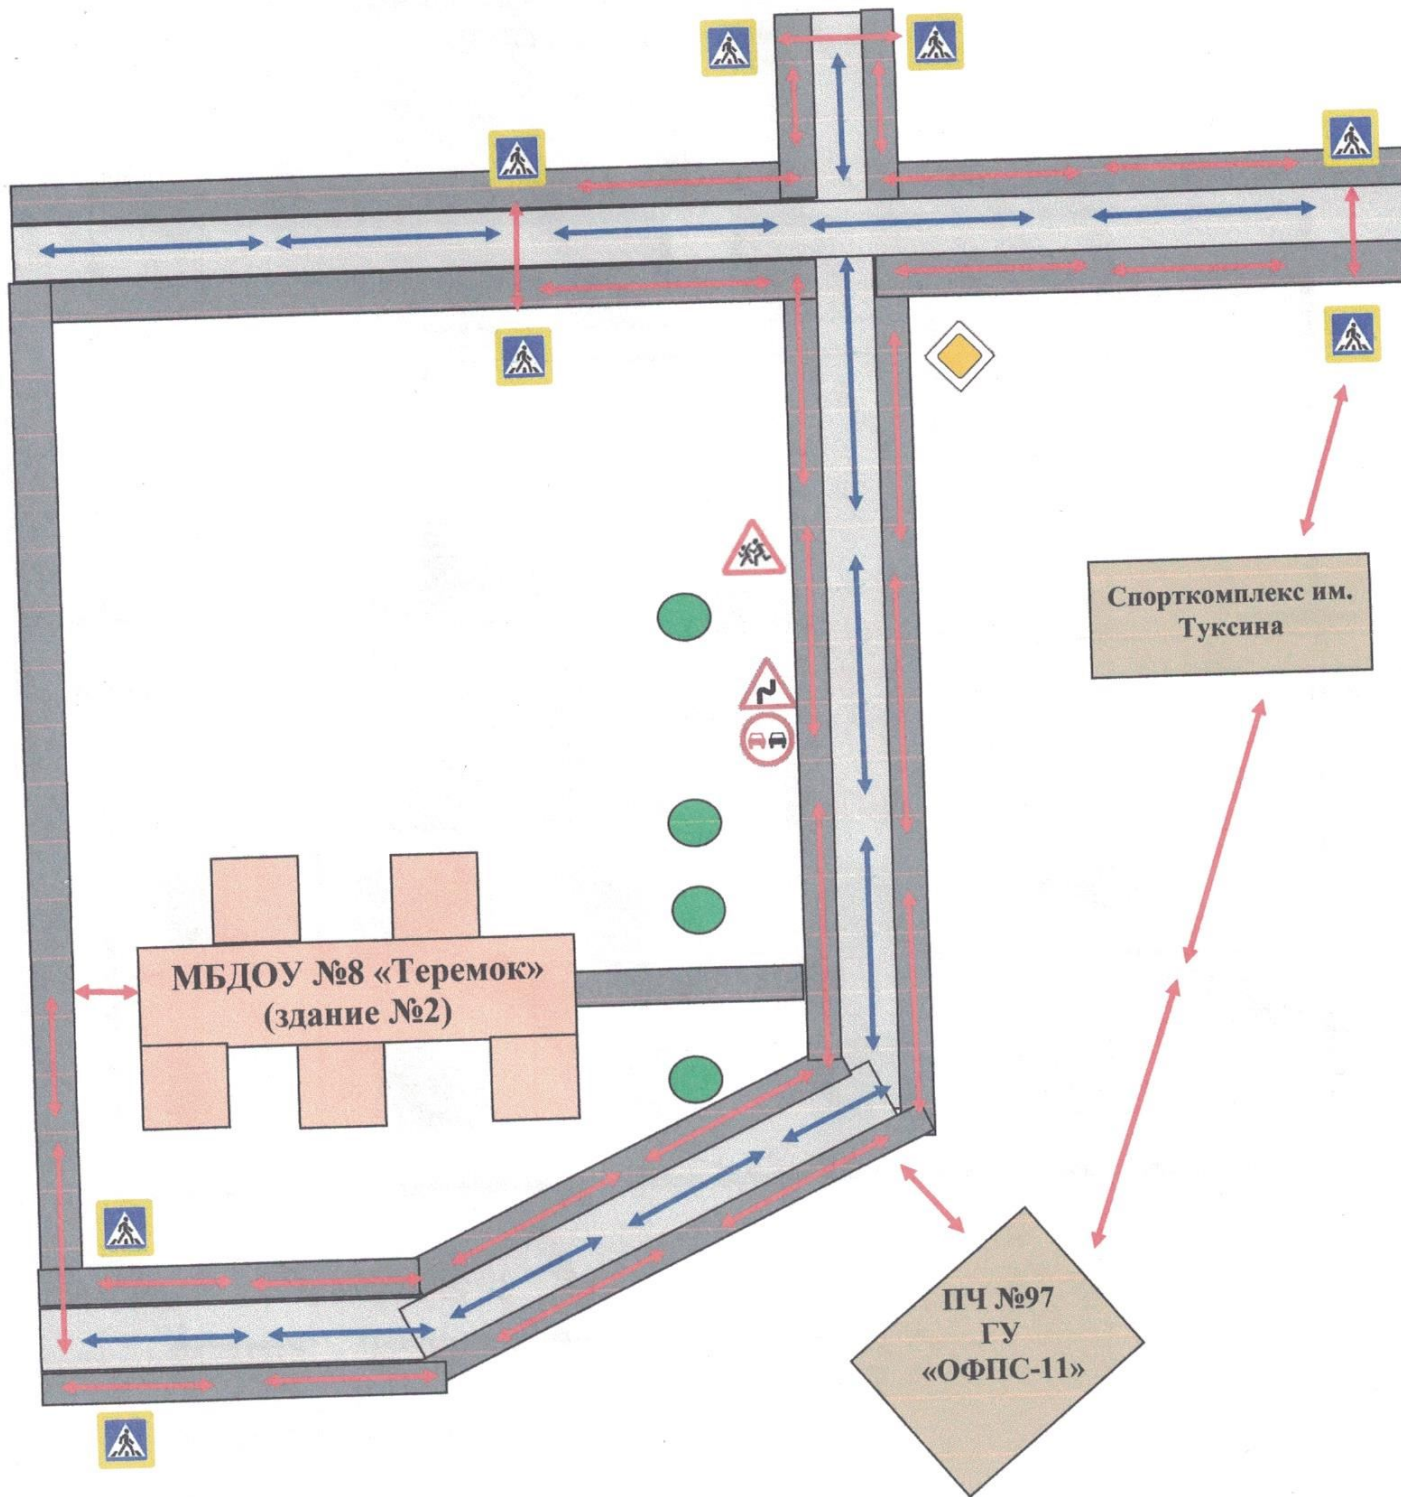 Спорткомплекс им.
Туксина
МБДОУ №8 «Теремок»
(здание №2)
ПЧ №97
ГУ
«ОФПС-11»